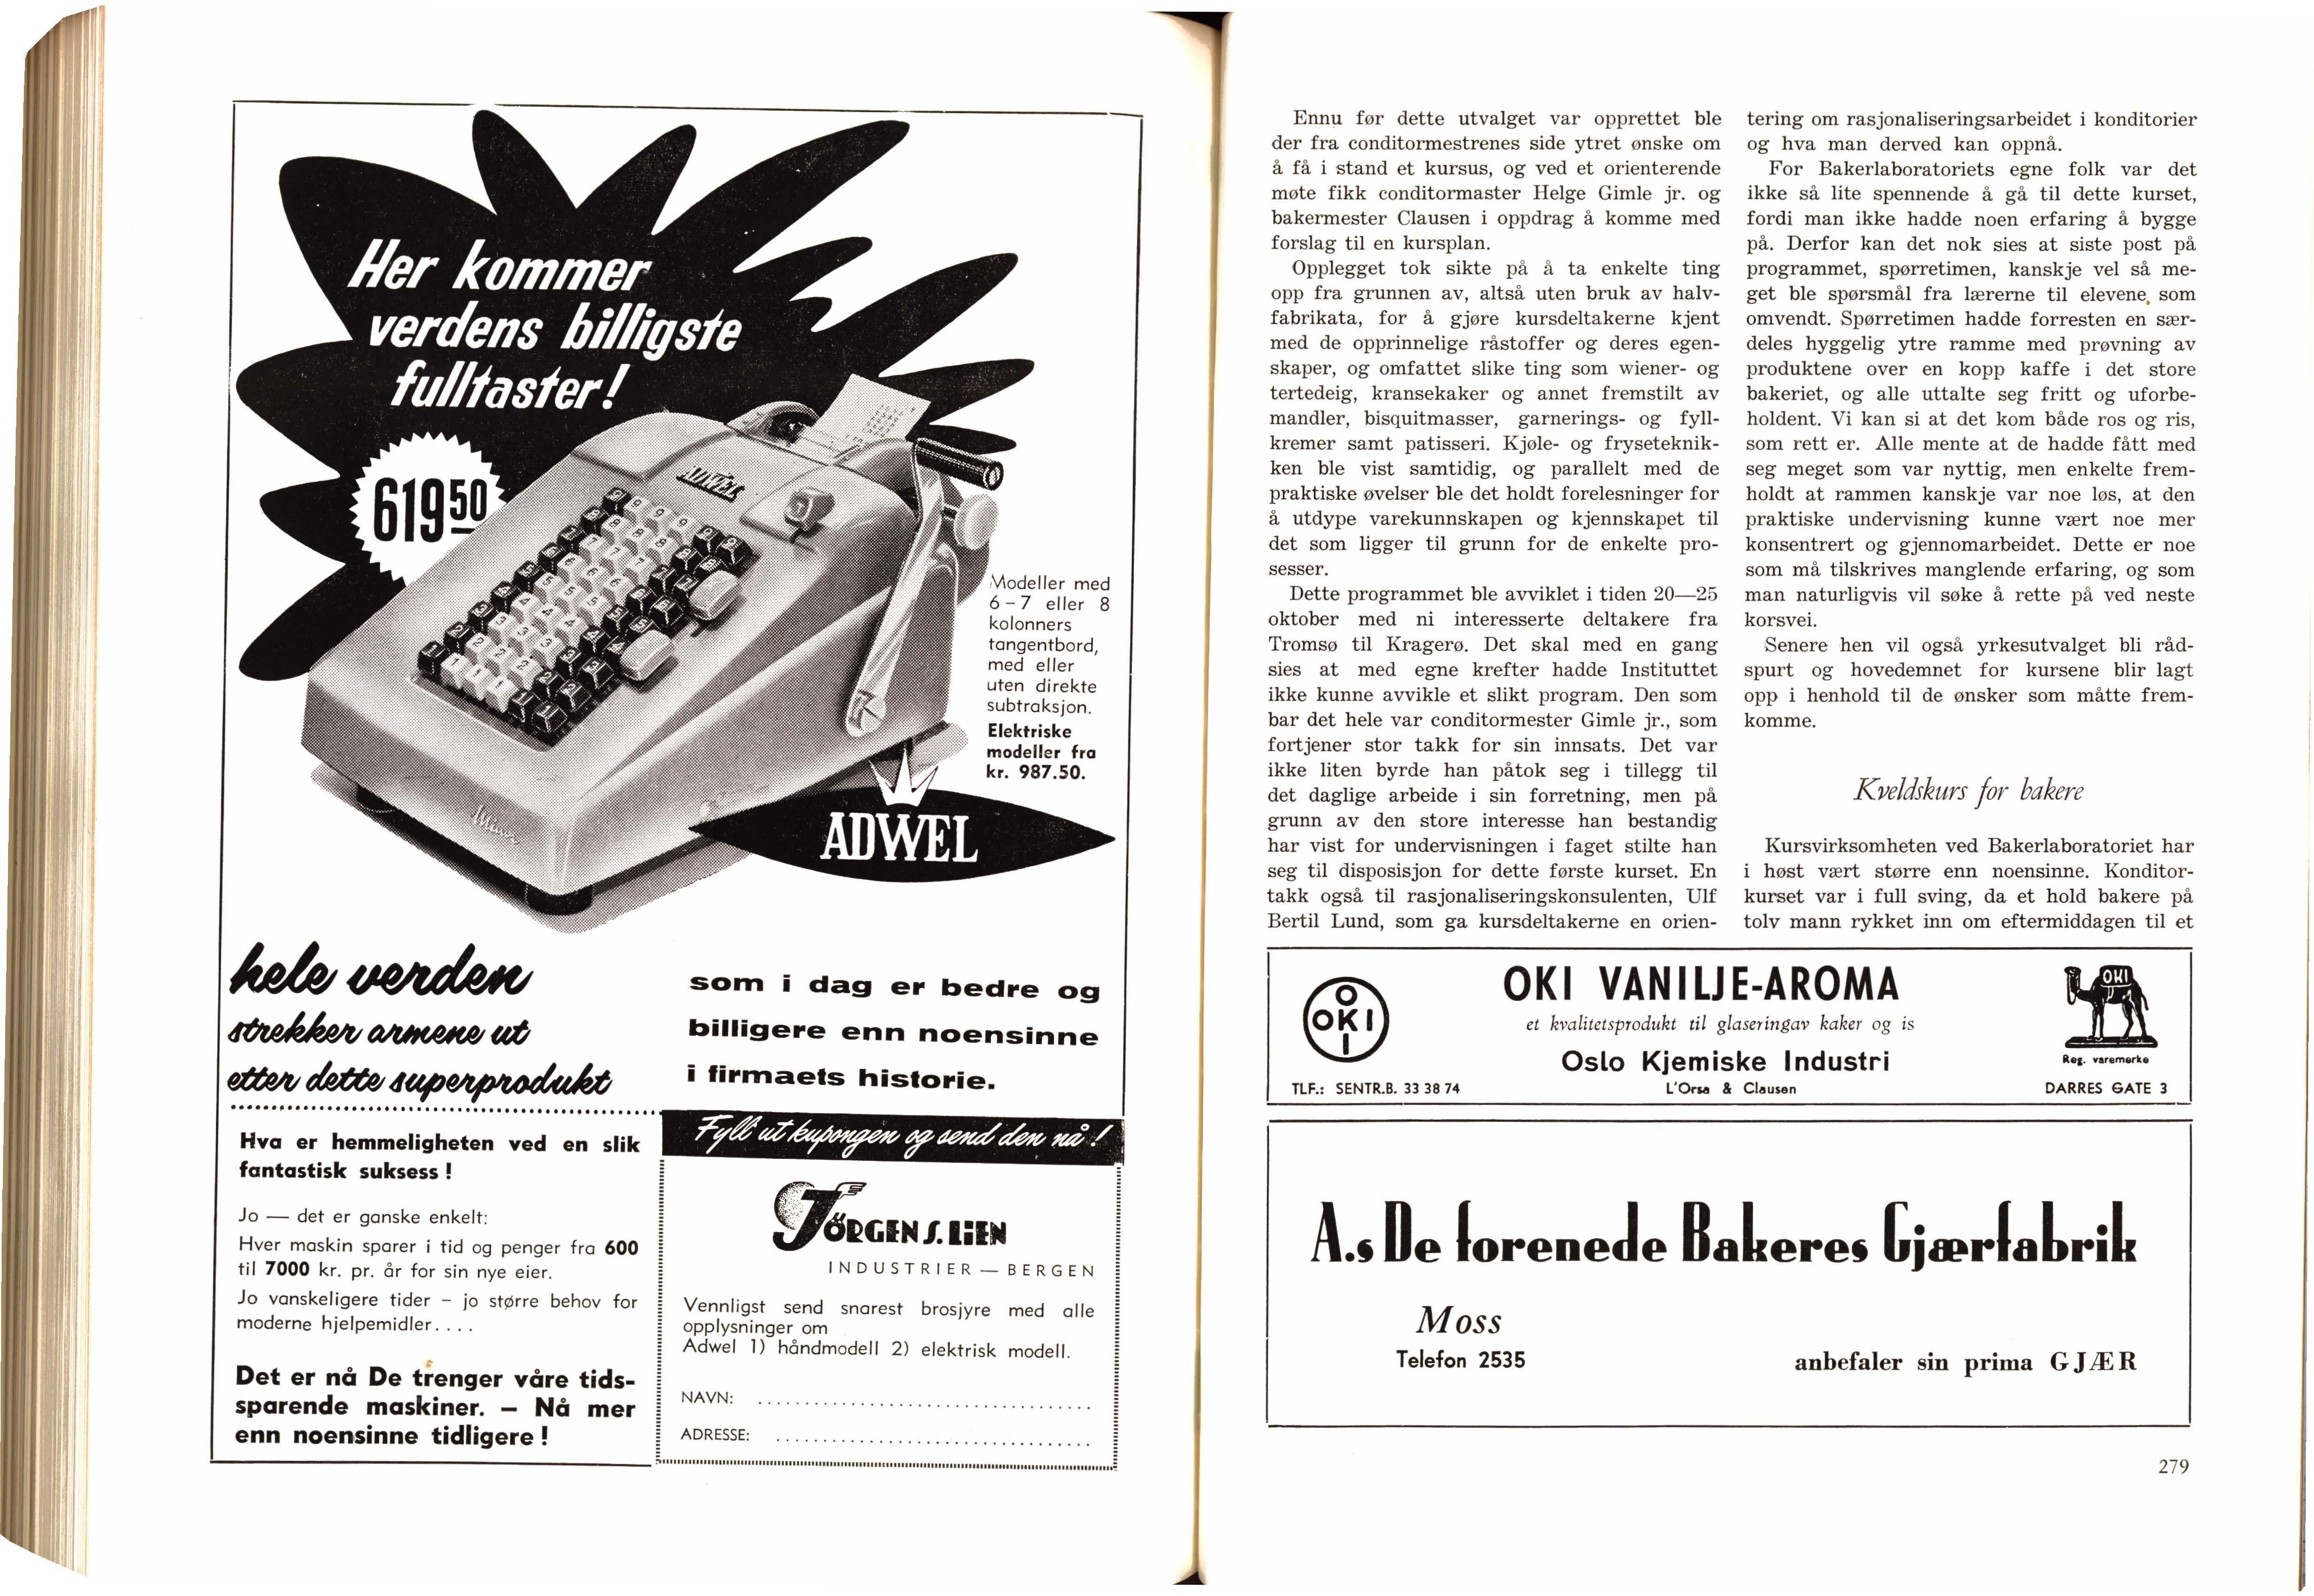 Her kommer
verdens billigste
fulltaster!
619 50
ADWEL
Modeller med
6 – 7 eller 8
kolonners
tangentbord,
med eller
uten direkte
subtraksjon.
Elektriske
modeller fra
kr. 987.50.
ADWEL
hele verden
strekker armene ut
etter dette superprodukt
som i dag er bedre og
billigere enn noensinne
i firmaets historie.
Hva er hemmeligheten ved en slik
fantastisk suksess !
Jo — det er ganske enkelt:
Hver maskin sparer i tid og penger fra 600
til 7000 kr. pr. år for sin nye eier.
Jo vanskeligere tider – jo større behov for
moderne hjelpemidler. . . .
Det er nå De trenger våre tids-
sparende maskiner. – Nå mer
enn noensinne tidligere !
Fyll ut kupongen og send den nå !
JÖRGEN S. LIEN
INDUSTRIER — BERGEN
Vennligst send snarest brosjyre med alle
opplysninger om
Adwel 1) håndmodell 2) elektrisk modell.
NAVN:
ADRESSE:
Ennu før dette utvalget var opprettet ble
der fra conditormestrenes side ytret ønske om
å få i stand et kursus, og ved et orienterende
møte fikk conditormaster Helge Gimle jr. og
bakermester Clausen i oppdrag å komme med
forslag til en kursplan.
Opplegget tok sikte på å ta enkelte ting
opp fra grunnen av, altså uten bruk av halv-
fabrikata, for å gjøre kursdeltakerne kjent
med de opprinnelige råstoffer og deres egen-
skaper, og omfattet slike ting som wiener- og
tertedeig, kransekaker og annet fremstilt av
mandler, bisquitmasser, garnerings- og fyll-
kremer samt patisseri. Kjøle- og fryseteknik-
ken ble vist samtidig, og parallelt med de
praktiske øvelser ble det holdt forelesninger for
å utdype varekunnskapen og kjennskapet til
det som ligger til grunn for de enkelte pro-
sesser.
Dette programmet ble avviklet i tiden 20—25
oktober med ni interesserte deltakere fra
Tromsø til Kragerø. Det skal med en gang
sies at med egne krefter hadde Instituttet
ikke kunne avvikle et slikt program. Den som
bar det hele var conditormester Gimle jr., som
fortjener stor takk for sin innsats. Det var
ikke liten byrde han påtok seg i tillegg til
det daglige arbeide i sin forretning, men på
grunn av den store interesse han bestandig
har vist for undervisningen i faget stilte han
seg til disposisjon for dette første kurset. En
takk også til rasjonaliseringskonsulenten, Ulf
Bertil Lund, som ga kursdeltakerne en orien-
tering om rasjonaliseringsarbeidet i konditorier
og hva man derved kan oppnå.
For Bakerlaboratoriets egne folk var det
ikke så lite spennende å gå til dette kurset,
fordi man ikke hadde noen erfaring å bygge
på. Derfor kan det nok sies at siste post på
programmet, spørretimen, kanskje vel så me-
get ble spørsmål fra lærerne til elevene, som
omvendt. Spørretimen hadde forresten en sær-
deles hyggelig ytre ramme med prøvning av
produktene over en kopp kaffe i det store
bakeriet, og alle uttalte seg fritt og uforbe-
holdent. Vi kan si at det kom både ros og ris,
som rett er. Alle mente at de hadde fått med
seg meget som var nyttig, men enkelte frem-
holdt at rammen kanskje var noe løs, at den
praktiske undervisning kunne vært noe mer
konsentrert og gjennomarbeidet. Dette er noe
som må tilskrives manglende erfaring, og som
man naturligvis vil søke å rette på ved neste
korsvei.
Senere hen vil også yrkesutvalget bli råd-
spurt og hovedemnet for kursene blir lagt
opp i henhold til de ønsker som måtte frem-
komme.
Kveldskurs for bakere
Kursvirksomheten ved Bakerlaboratoriet har
i høst vært større enn noensinne. Konditor-
kurset var i full sving, da et hold bakere på
tolv mann rykket inn om eftermiddagen til et
OKI
OKI VANILJE-AROMA
et kvalitetsprodukt til glaseringav kaker og is
Oslo Kjemiske Industri
L'Orsa & Clausen
TLF.: SENTR.B. 33 38 74
OKI
Reg. varemerke
DARRES GATE 3
A.s De forenede Bakeres Gjærfabrik
Moss
Telefon 2535
anbefaler sin prima GJÆR
279